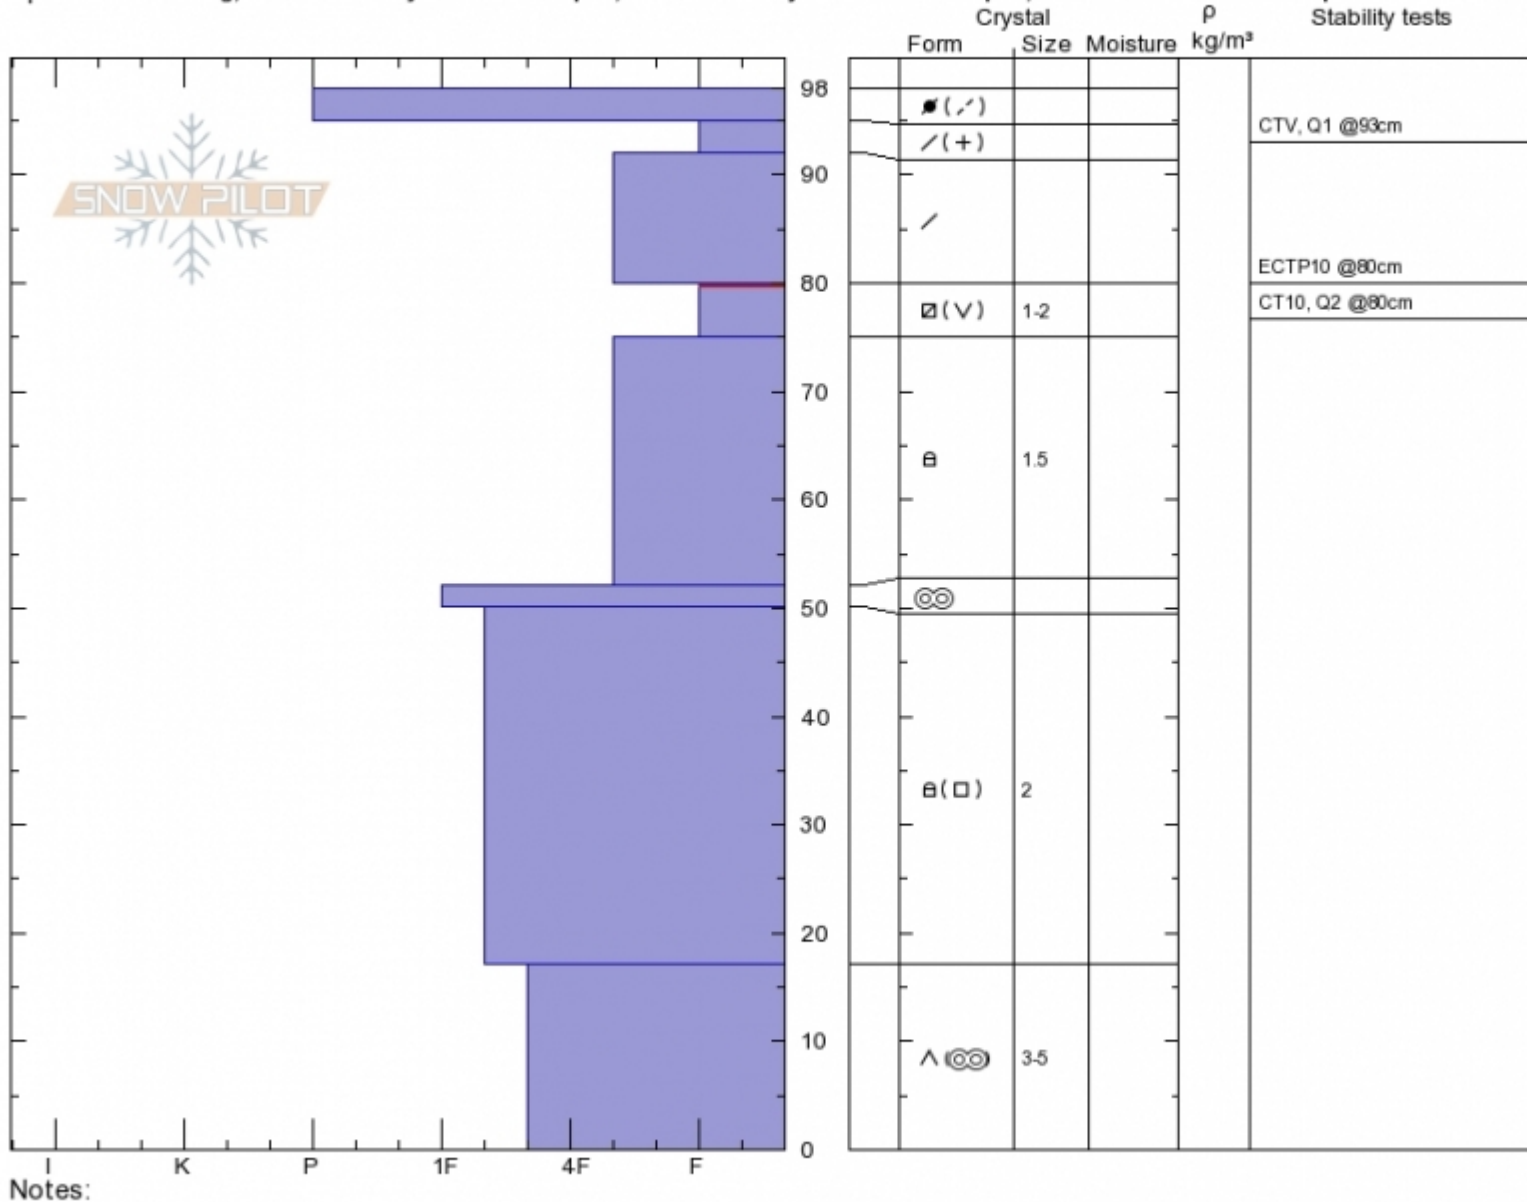 Crystal ρ Stability tests
Form Size Moisture kg/m³
98
CTV, Q1 @93cm
SNOW PILOT
90
ECTP10 @80cm
80
CT10, Q2 @80cm
1-2
70
1.5
60
50
40
30
2
20
10
3-5
0
I K P 1F 4F F
Notes: